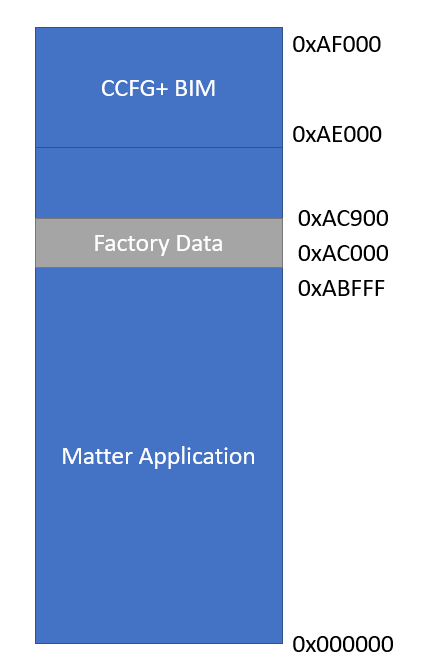 0xAF000
CCFG+ BIM
0xAE000
0xAC900
Factory Data
0xAC000
0xABFFF
Matter Application
0x000000